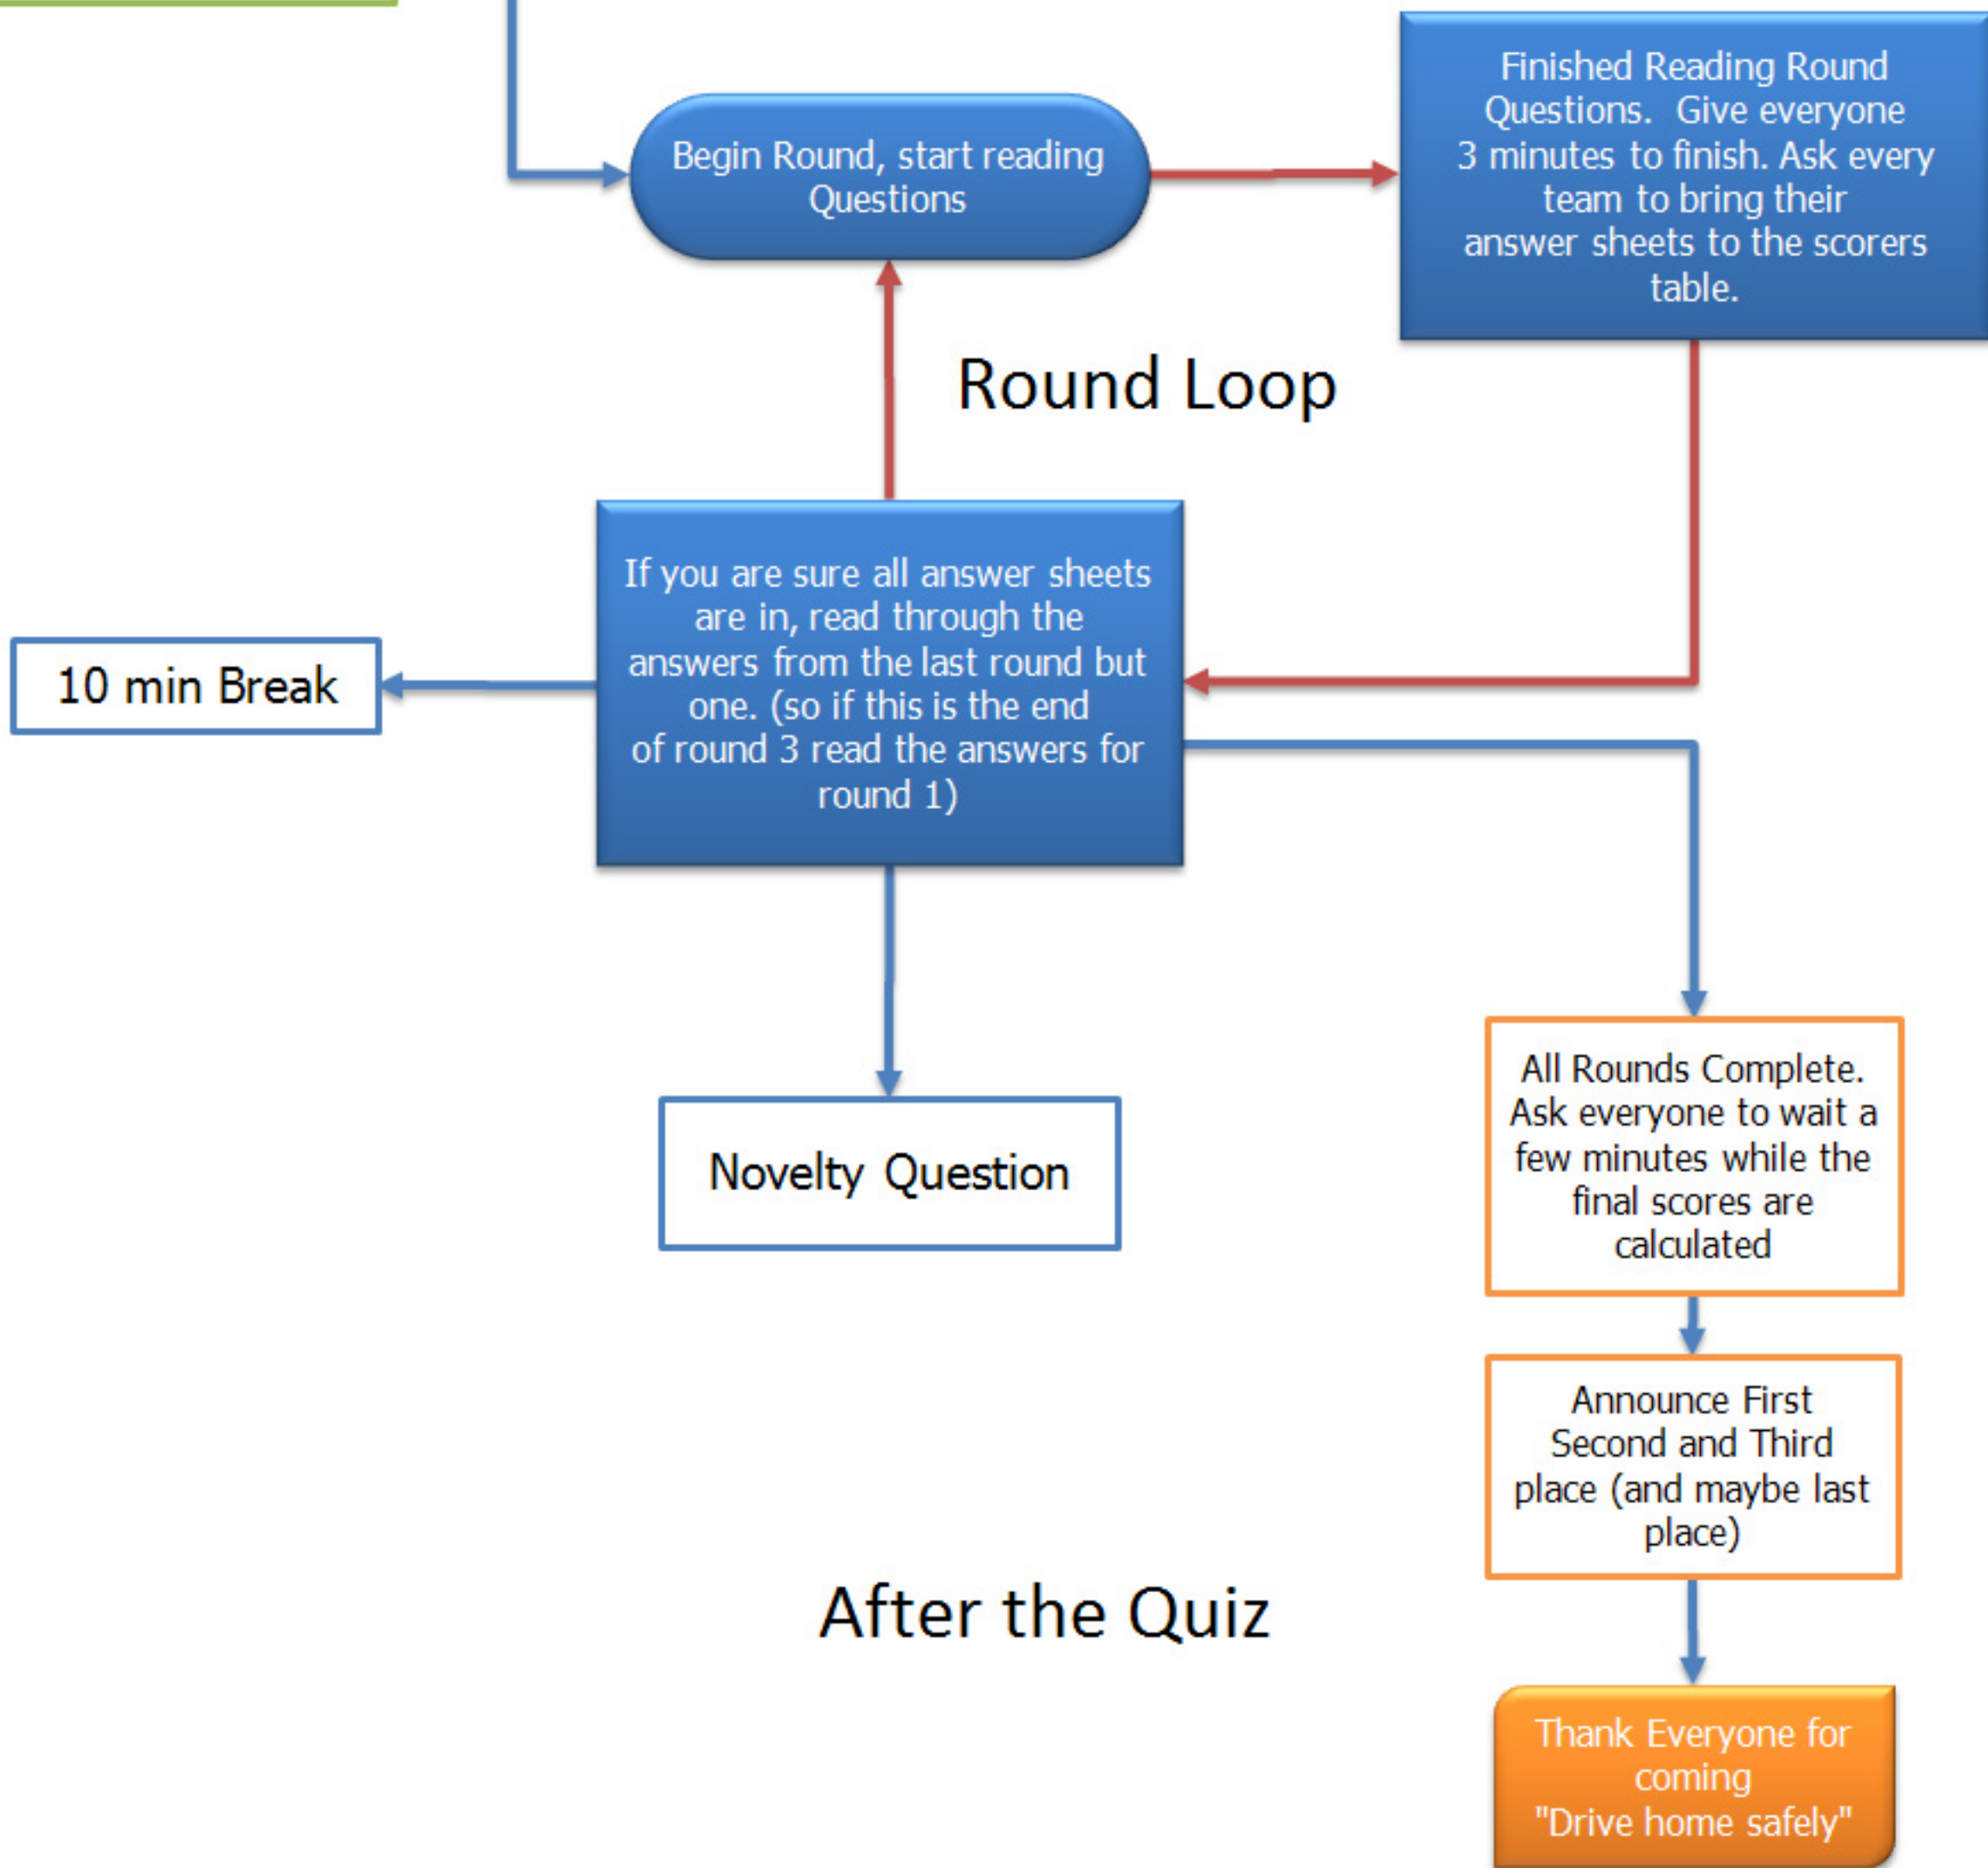 Begin Round, start reading
Questions
Finished Reading Round
Questions.  Give everyone
3 minutes to finish. Ask every
team to bring their
answer sheets to the scorers
table.
Round Loop
If you are sure all answer sheets
are in, read through the
answers from the last round but
one. (so if this is the end
of round 3 read the answers for
round 1)
10 min Break
Novelty Question
All Rounds Complete.
Ask everyone to wait a
few minutes while the
final scores are
calculated
Announce First
Second and Third
place (and maybe last
place)
After the Quiz
Thank Everyone for
coming
"Drive home safely"